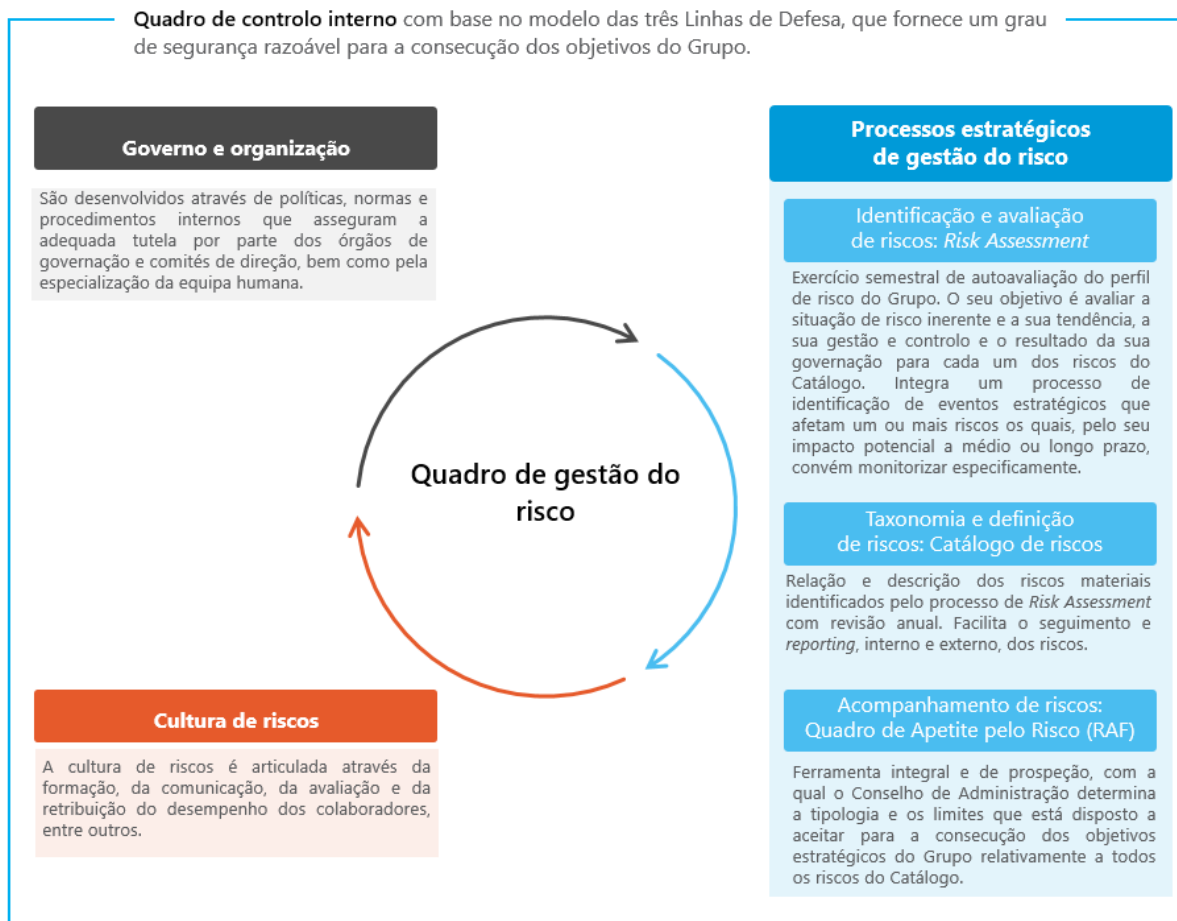 Quadro de controlo interno com base no modelo das três Linhas de Defesa, que fornece um grau
de segurança razoável para a consecução dos objetivos do Grupo.
Governo e organização
São desenvolvidos através de políticas, normas e
procedimentos internos que asseguram a
adequada tutela por parte dos órgãos de
governação e comités de direção, bem como pela
especialização da equipa humana.
Quadro de gestão do
risco
Cultura de riscos
A cultura de riscos é articulada através da
formação, da comunicação, da avaliação e da
retribuição do desempenho dos colaboradores,
entre outros.
Processos estratégicos
de gestão do risco
Identificação e avaliação
de riscos: Risk Assessment
Exercício semestral de autoavaliação do perfil
de risco do Grupo. O seu objetivo é avaliar a
situação de risco inerente e a sua tendência, a
sua gestão e controlo e o resultado da sua
governação para cada um dos riscos do
Catálogo. Integra um processo de
identificação de eventos estratégicos que
afetam um ou mais riscos os quais, pelo seu
impacto potencial a médio ou longo prazo,
convém monitorizar especificamente.
Taxonomia e definição
de riscos: Catálogo de riscos
Relação e descrição dos riscos materiais
identificados pelo processo de Risk Assessment
com revisão anual. Facilita o seguimento e
reporting, interno e externo, dos riscos.
Acompanhamento de riscos:
Quadro de Apetite pelo Risco (RAF)
Ferramenta integral e de prospeção, com a
qual o Conselho de Administração determina
a tipologia e os limites que está disposto a
aceitar para a consecução dos objetivos
estratégicos do Grupo relativamente a todos
os riscos do Catálogo.